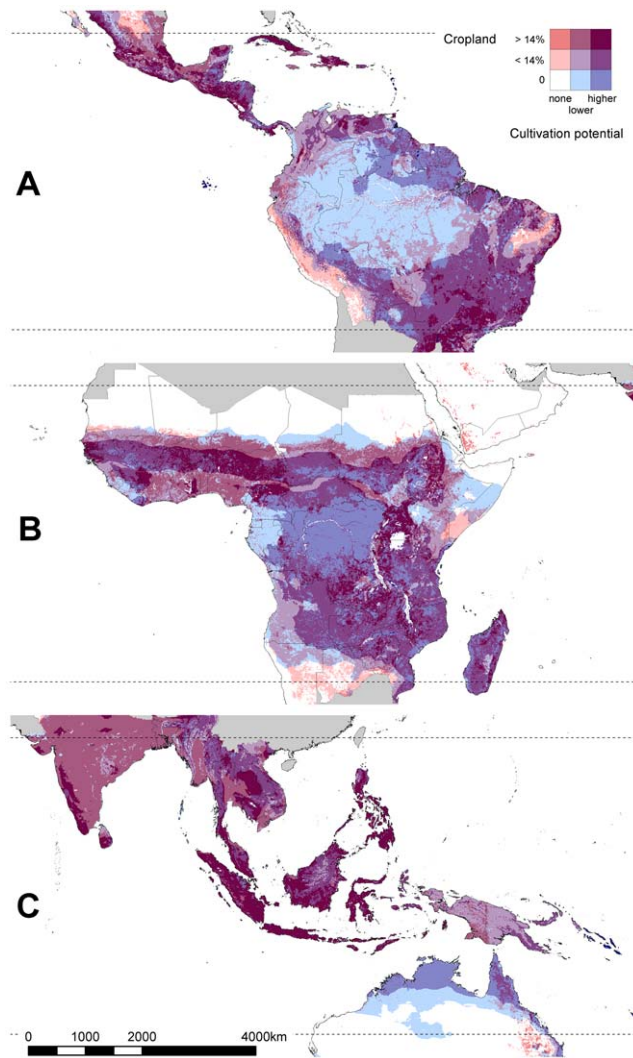 Cropland
> 14%
< 14%
0
none higher
lower
Cultivation potential
A
B
C
0 1000 2000 4000km